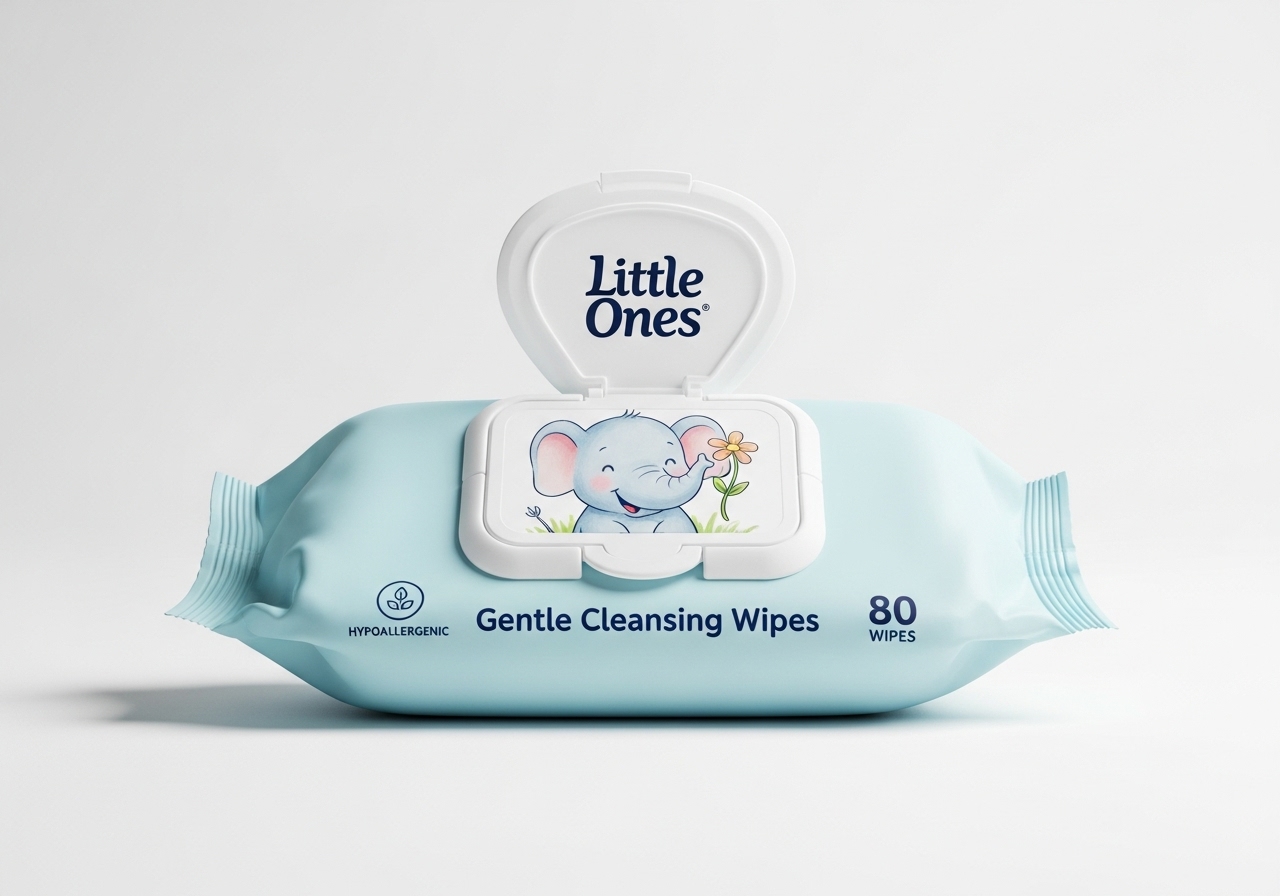 Little
Ones®
HYPOALLERGENIC
Gentle Cleansing Wipes
80
WIPES